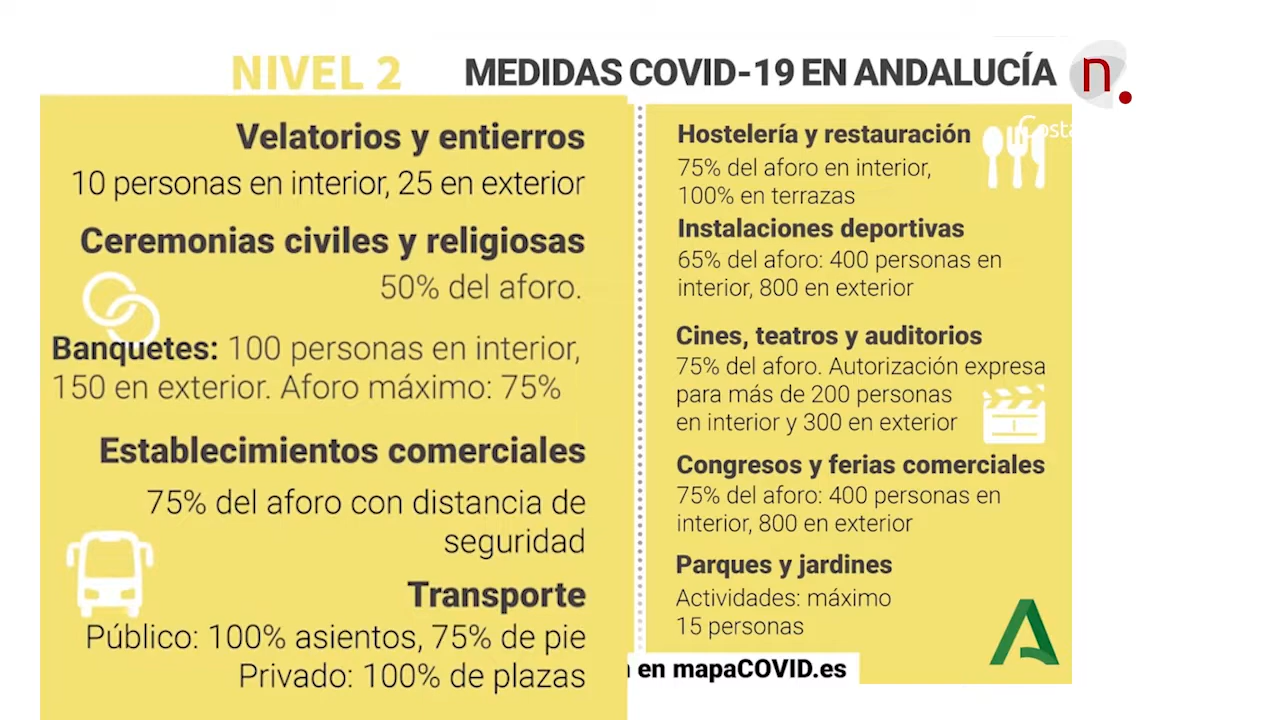 NIVEL 2
MEDIDAS COVID-19 EN ANDALUCÍA
n.
Velatorios y entierros
10 personas en interior, 25 en exterior
Ceremonias civiles y religiosas
50% del aforo.
Banquetes: 100 personas en interior,
150 en exterior. Aforo máximo: 75%
Establecimientos comerciales
75% del aforo con distancia de
seguridad
Transporte
Público: 100% asientos, 75% de pie
Privado: 100% de plazas
Costa
Hostelería y restauración
75% del aforo en interior,
100% en terrazas
Instalaciones deportivas
65% del aforo: 400 personas en
interior, 800 en exterior
Cines, teatros y auditorios
75% del aforo. Autorización expresa
para más de 200 personas
en interior y 300 en exterior
Congresos y ferias comerciales
75% del aforo: 400 personas en
interior, 800 en exterior
Parques y jardines
Actividades: máximo
15 personas
en mapaCOVID.es